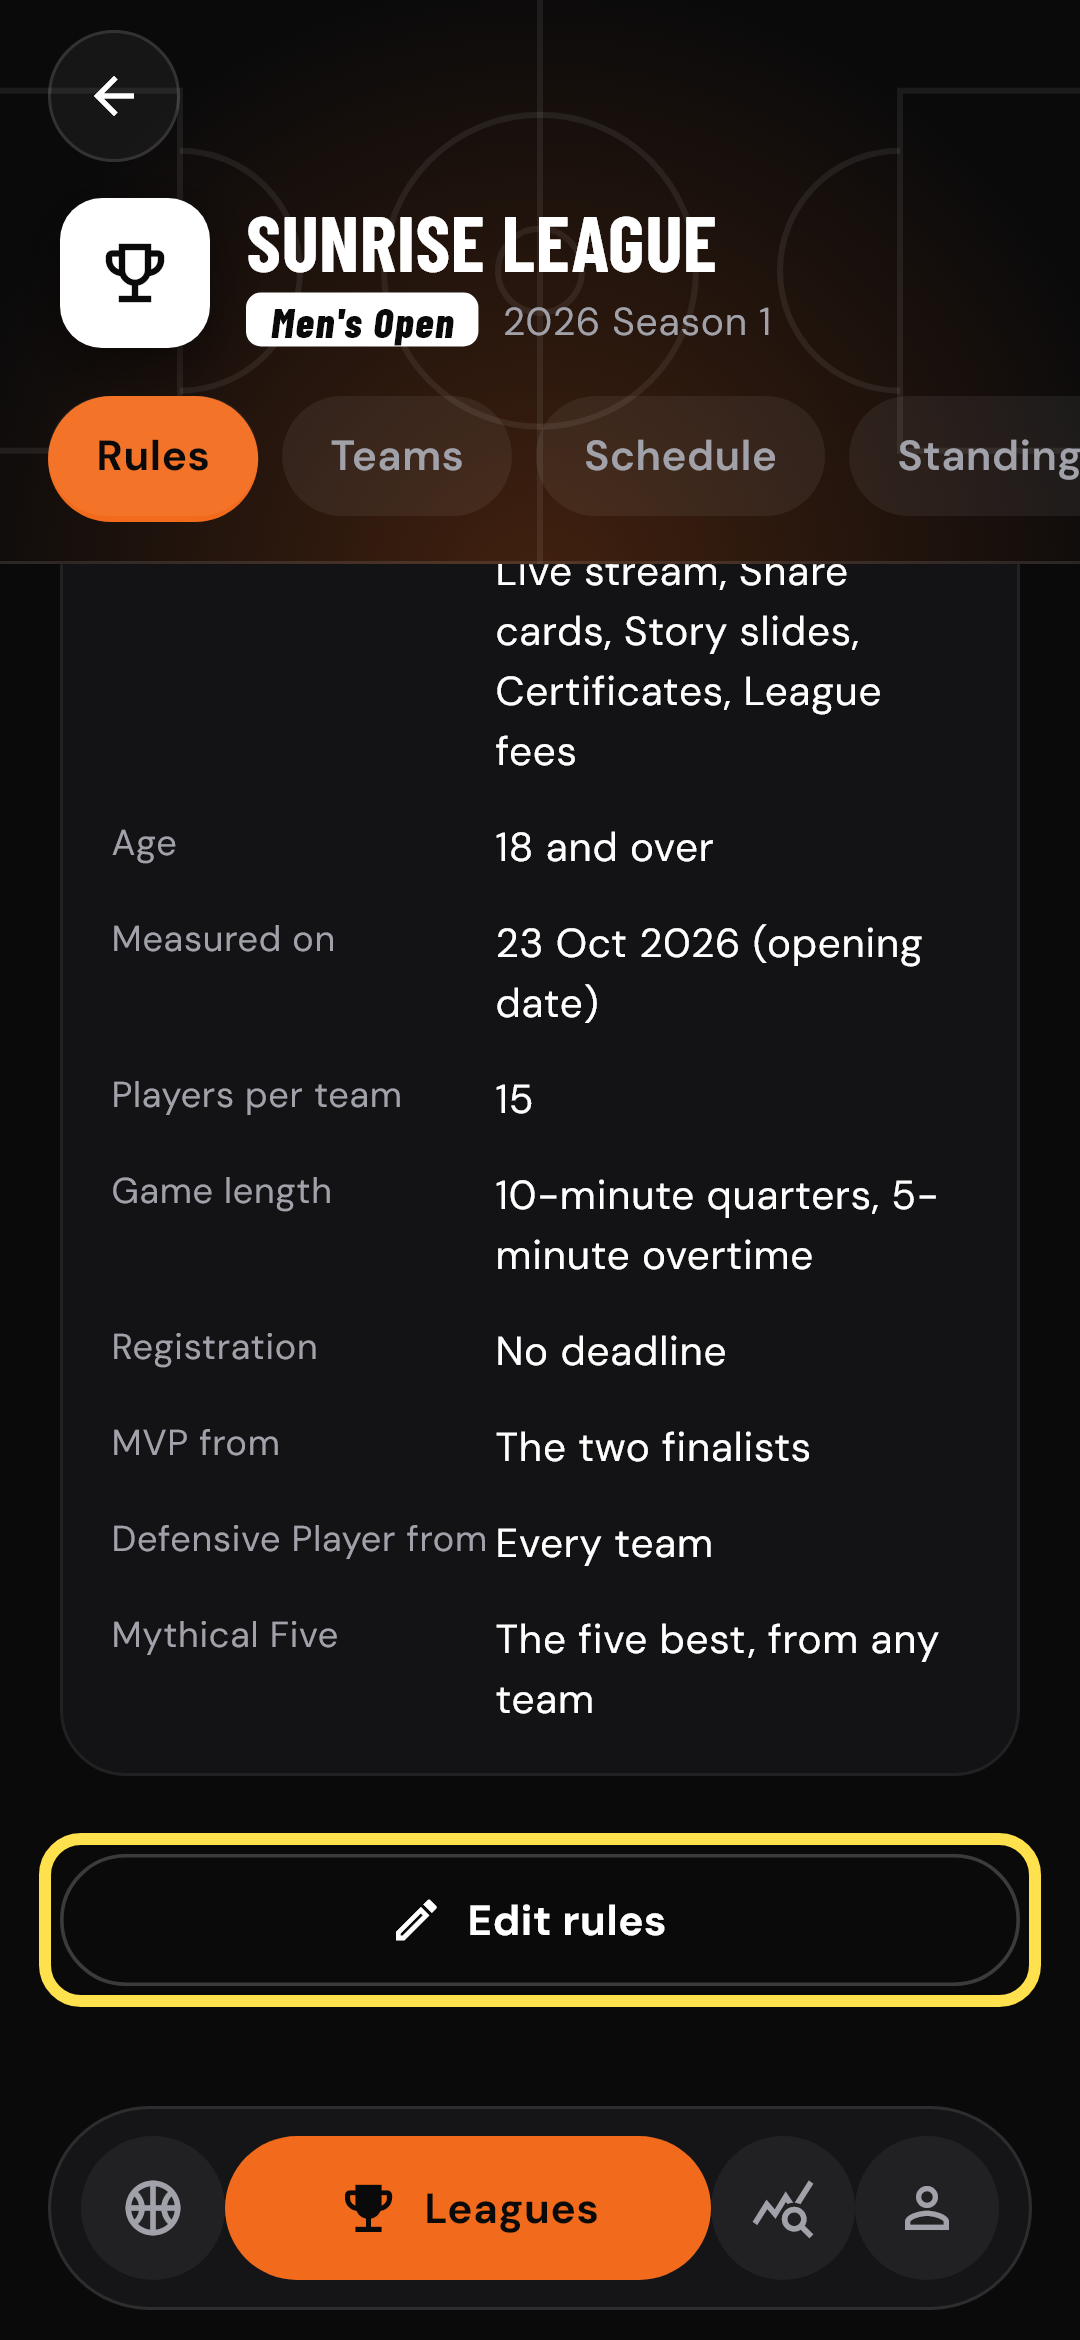 SUNRISE LEAGUE
Men's Open 2026 Season 1
Rules Teams Schedule Standing
Live stream, Share
cards, Story slides,
Certificates, League
fees
Age 18 and over
Measured on 23 Oct 2026 (opening
date)
Players per team 15
Game length 10-minute quarters, 5-
minute overtime
Registration No deadline
MVP from The two finalists
Defensive Player from Every team
Mythical Five The five best, from any
team
Edit rules
Leagues